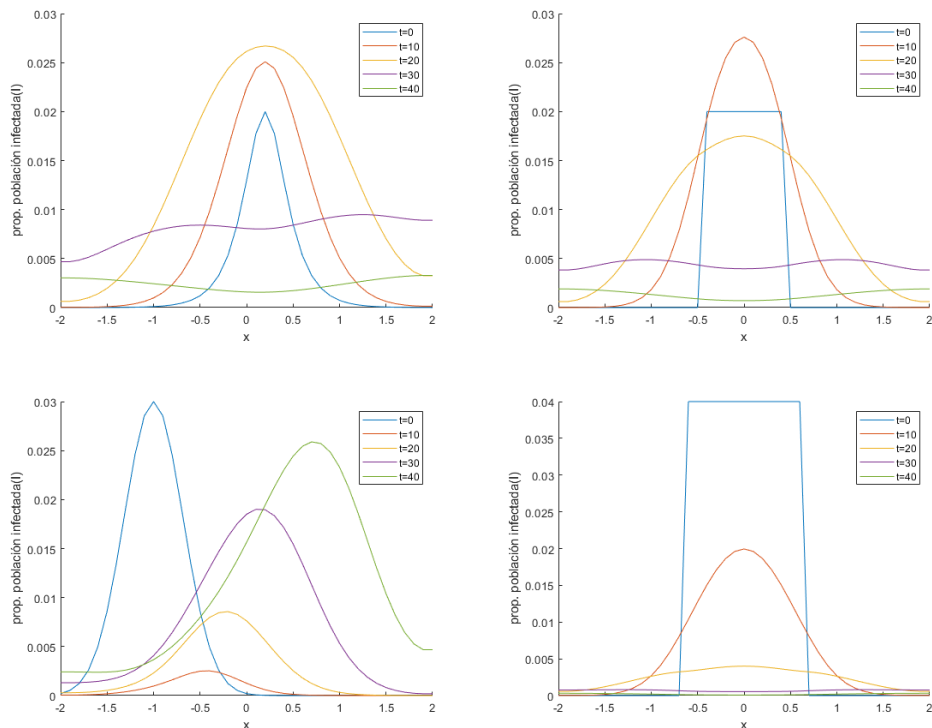 prop. población infectada(I)
0.03
0.025
0.02
0.015
0.01
0.005
0
-2 -1.5 -1 -0.5 0 0.5 1 1.5 2
x
t=0
t=10
t=20
t=30
t=40
prop. población infectada(I)
0.03
0.025
0.02
0.015
0.01
0.005
0
-2 -1.5 -1 -0.5 0 0.5 1 1.5 2
x
t=0
t=10
t=20
t=30
t=40
prop. población infectada(I)
0.03
0.025
0.02
0.015
0.01
0.005
0
-2 -1.5 -1 -0.5 0 0.5 1 1.5 2
x
t=0
t=10
t=20
t=30
t=40
prop. población infectada(I)
0.04
0.035
0.03
0.025
0.02
0.015
0.01
0.005
0
-2 -1.5 -1 -0.5 0 0.5 1 1.5 2
x
t=0
t=10
t=20
t=30
t=40